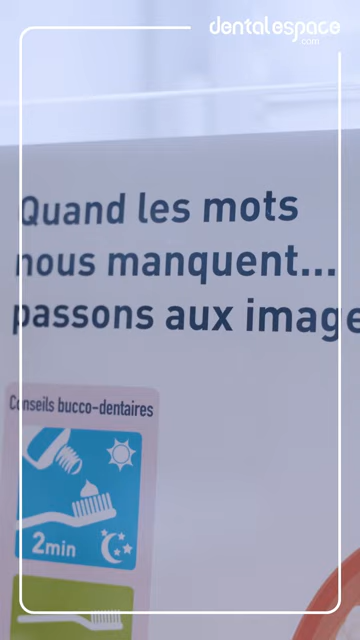 dentalespace
.com
Quand les mots
nous manquent...
passons aux image
Conseils bucco-dentaires
2min